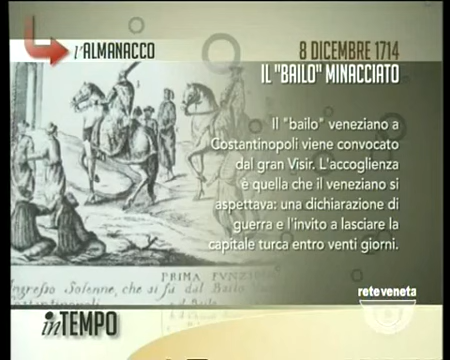 l'ALMANACCO
8 DICEMBRE 1714
IL "BAILO" MINACCIATO
Il "bailo" veneziano a
Costantinopoli viene convocato
dal gran Visir. L'accoglienza
è quella che il veneziano si
aspettava: una dichiarazione di
guerra e l'invito a lasciare la
capitale turca entro venti giorni.
PRIMA FUNZIO
Ingresso Solenne, che si fà dal Bailo
reteveneta
inTEMPO